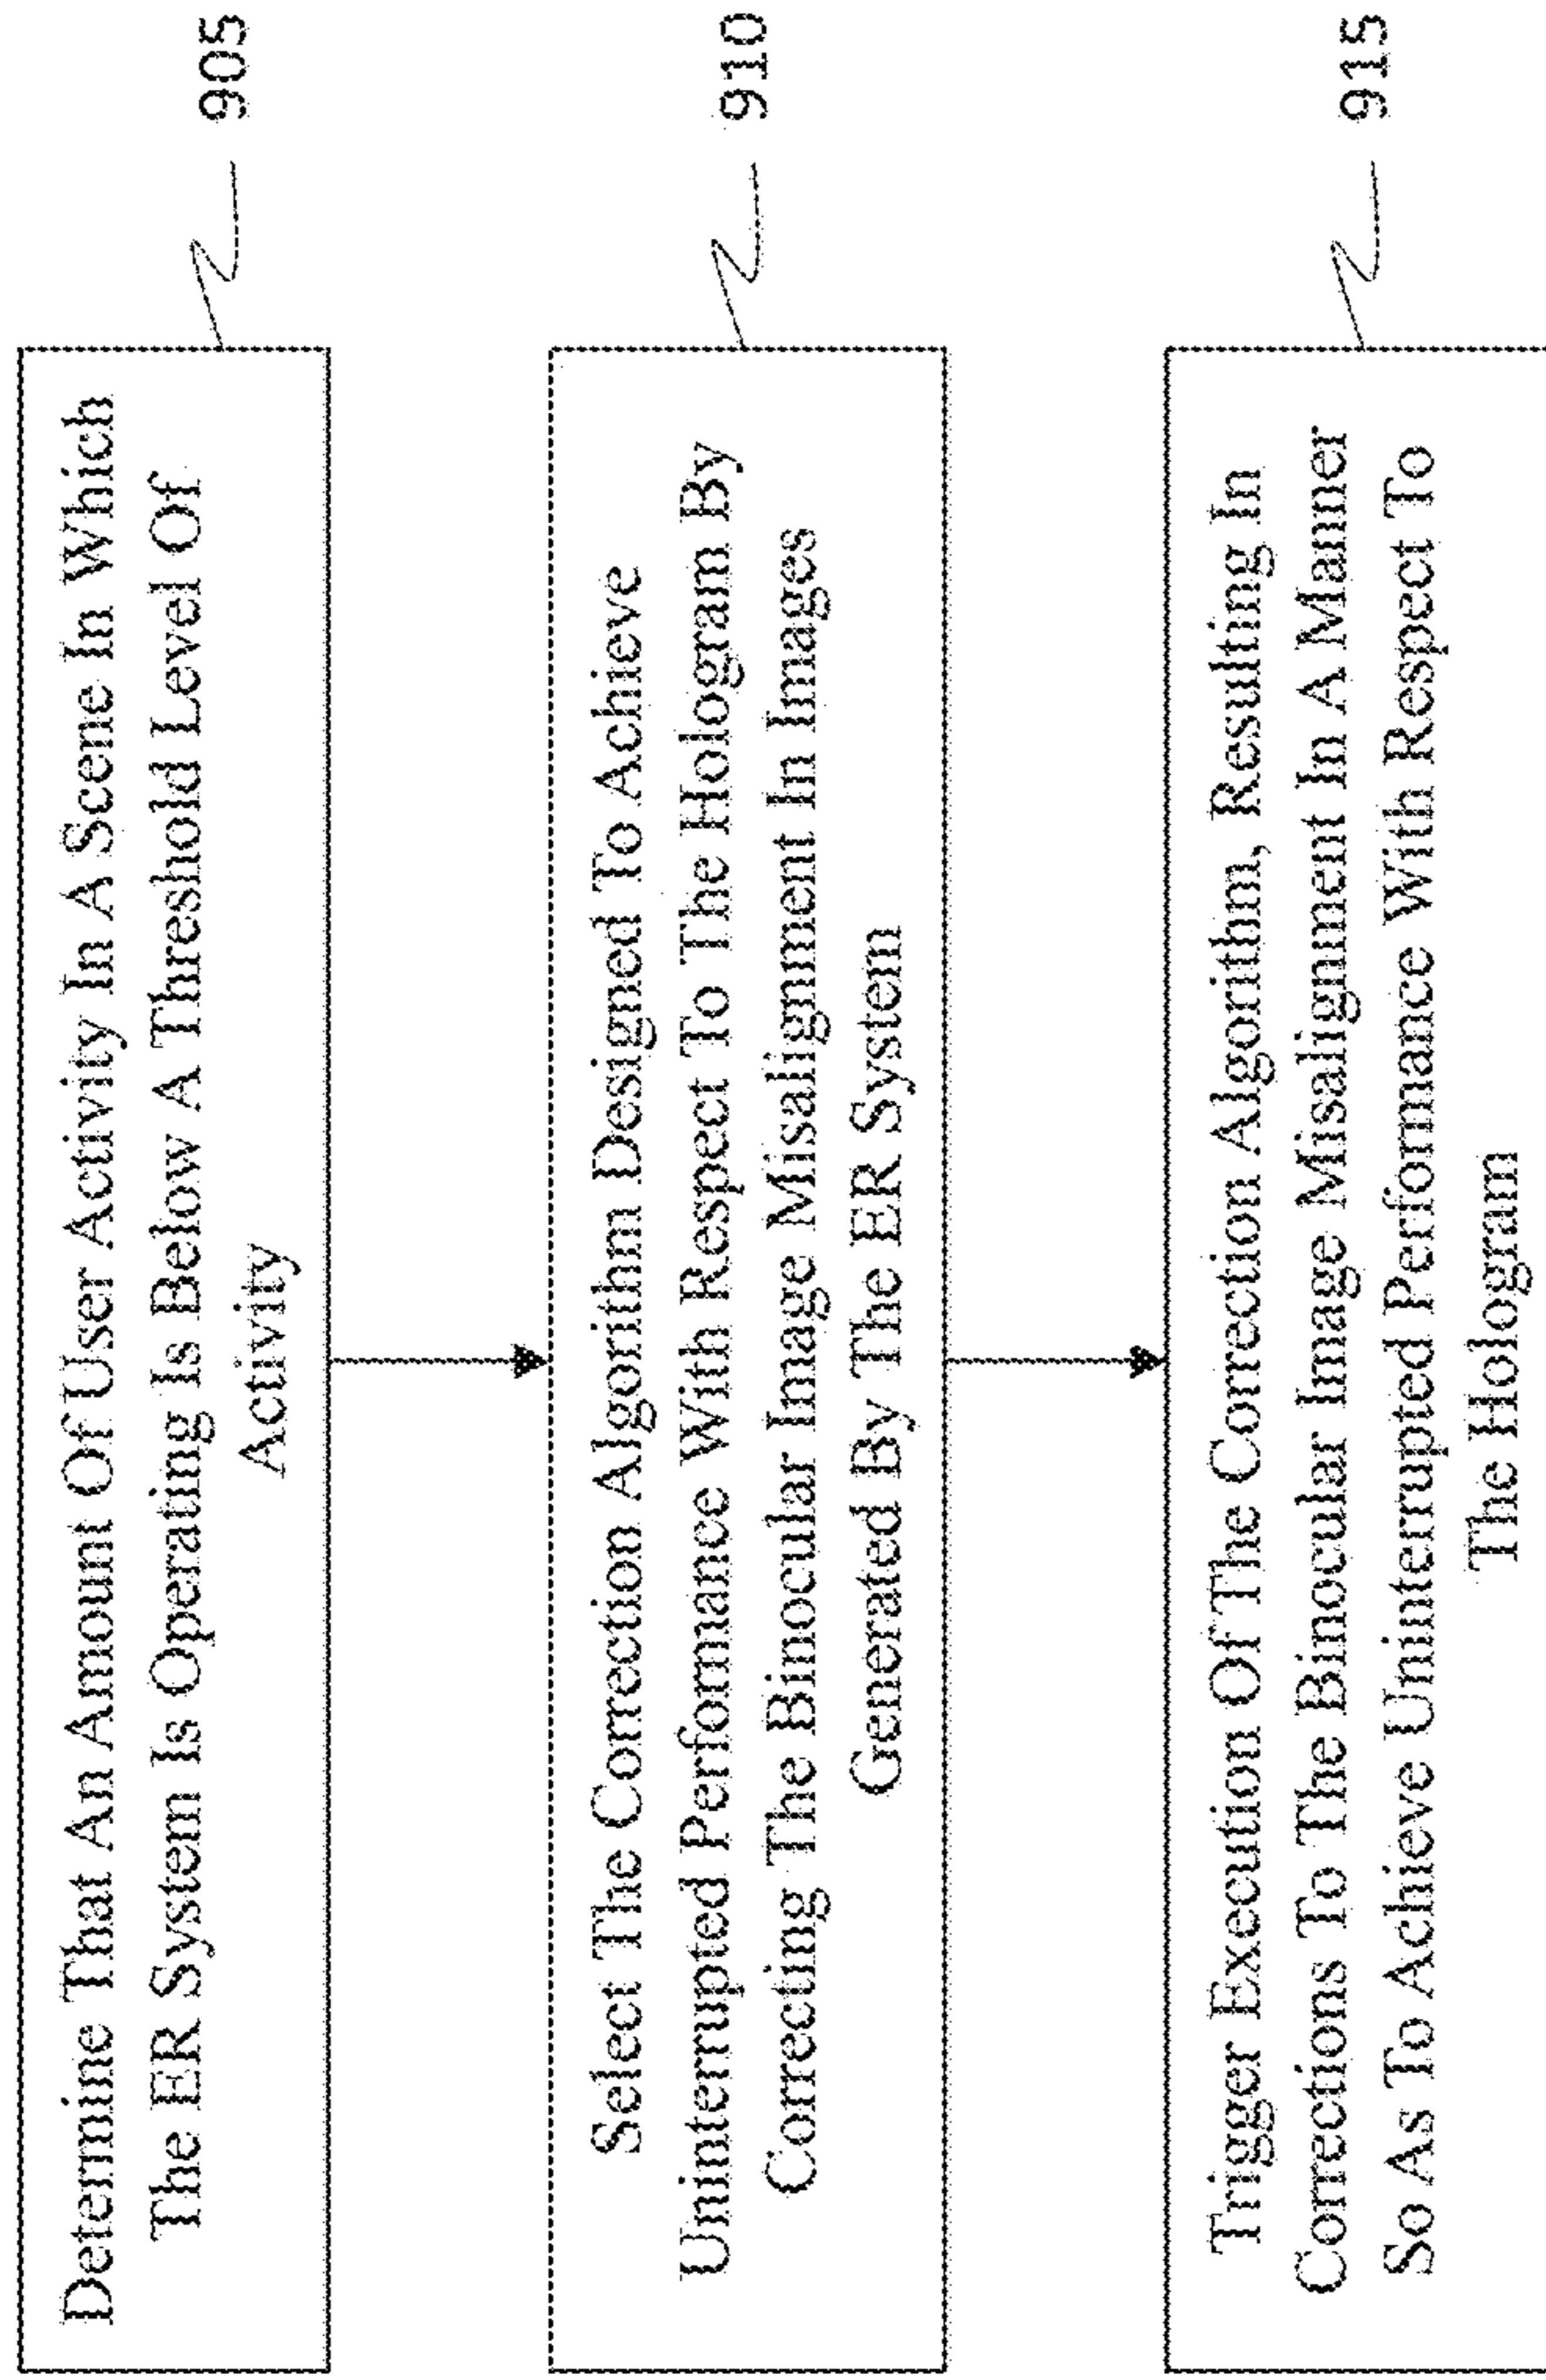 Determine That An Amount Of User Activity In A Scene In Which
The ER System Is Operating Is Below A Threshold Level Of
Activity
905
Select The Correction Algorithm Designed To Achieve
Uninterrupted Performance With Respect To The Hologram By
Correcting The Binocular Image Misalignment In Images
Generated By The ER System
910
Trigger Execution Of The Correction Algorithm, Resulting In
Corrections To The Binocular Image Misalignment In A Manner
So As To Achieve Uninterrupted Performance With Respect To
The Hologram
915